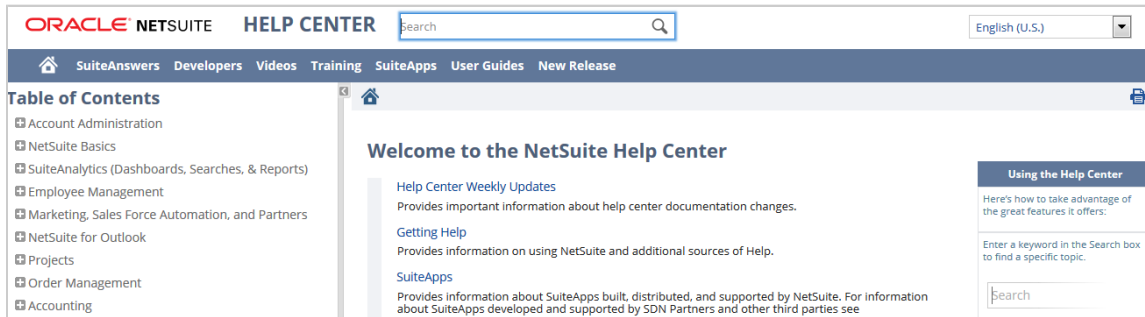 ORACLE NETSUITE HELP CENTER Search English (U.S.)
SuiteAnswers Developers Videos Training SuiteApps User Guides New Release
Table of Contents
Account Administration
NetSuite Basics
SuiteAnalytics (Dashboards, Searches, & Reports)
Employee Management
Marketing, Sales Force Automation, and Partners
NetSuite for Outlook
Projects
Order Management
Accounting
Welcome to the NetSuite Help Center
Help Center Weekly Updates
Provides important information about help center documentation changes.
Getting Help
Provides information on using NetSuite and additional sources of Help.
SuiteApps
Provides information about SuiteApps built, distributed, and supported by NetSuite. For information
about SuiteApps developed and supported by SDN Partners and other third parties see
Using the Help Center
Here's how to take advantage of
the great features it offers:
Enter a keyword in the Search box
to find a specific topic.
Search